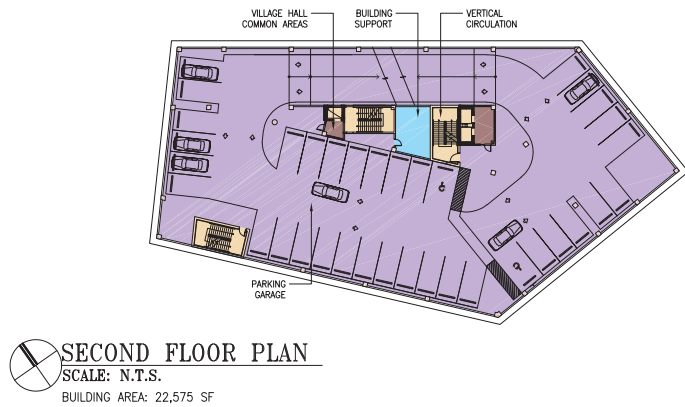 VILLAGE HALL
COMMON AREAS
BUILDING
SUPPORT
VERTICAL
CIRCULATION
PARKING
GARAGE
SECOND FLOOR PLAN
SCALE: N.T.S.
BUILDING AREA: 22,575 SF